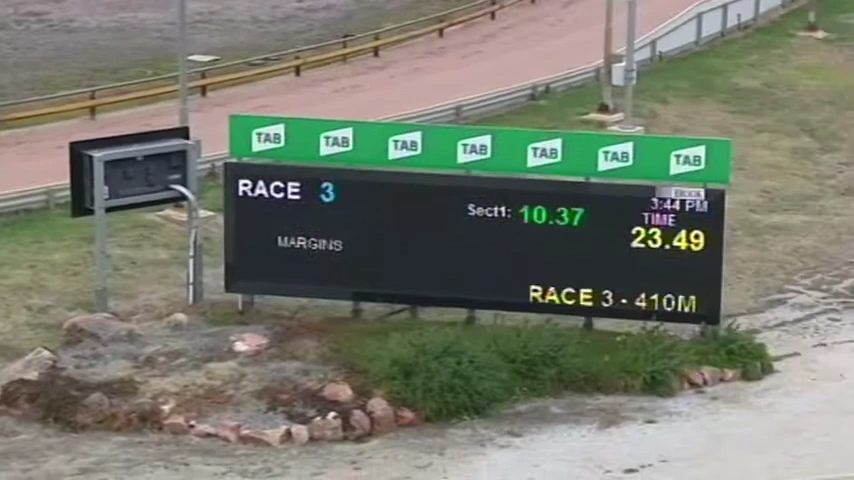 TAB TAB TAB TAB TAB TAB TAB
RACE 3
3:44 PM
Sect1: 10.37
TIME
23.49
MARGINS
RACE 3 - 410M